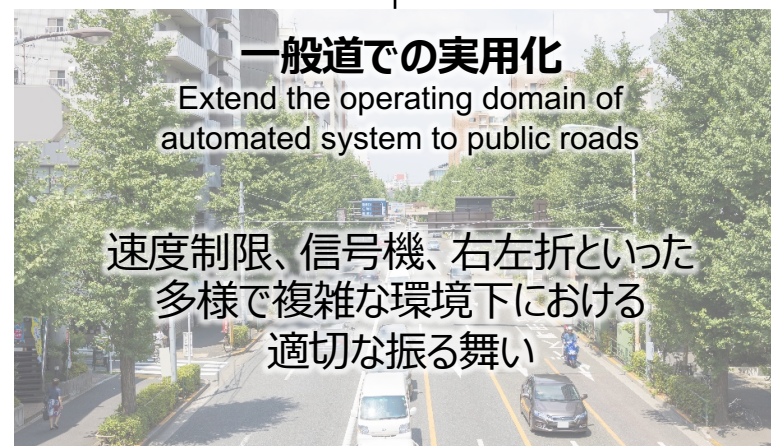 一般道での実用化
Extend the operating domain of
automated system to public roads
速度制限、信号機、右左折といった
多様で複雑な環境下における
適切な振る舞い